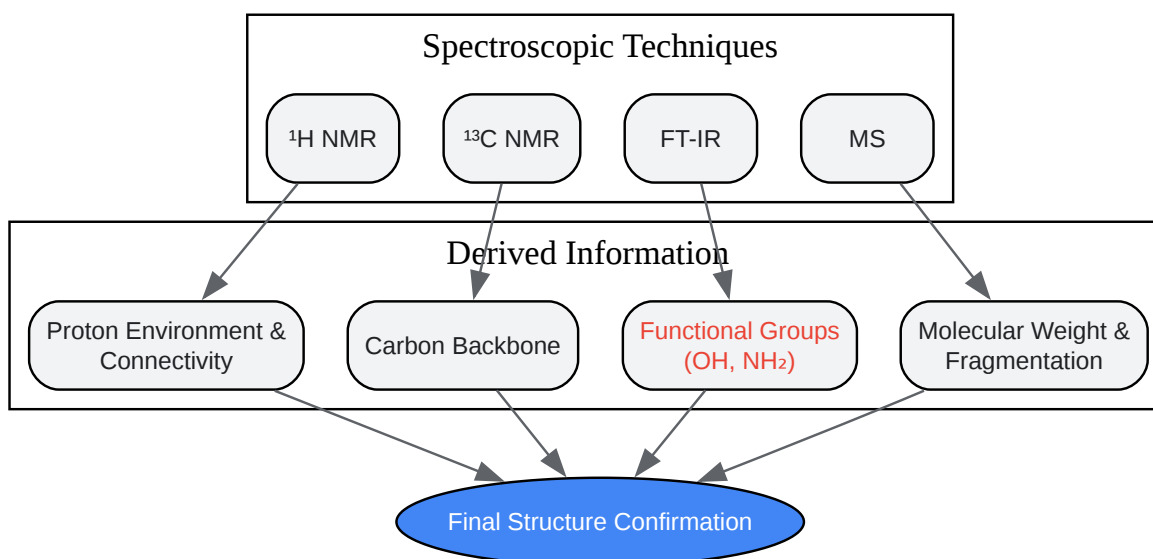 Spectroscopic Techniques
¹H NMR
¹³C NMR
FT-IR
MS
Derived Information
Proton Environment &
Connectivity
Carbon Backbone
Functional Groups
(OH, NH₂)
Molecular Weight &
Fragmentation
Final Structure Confirmation